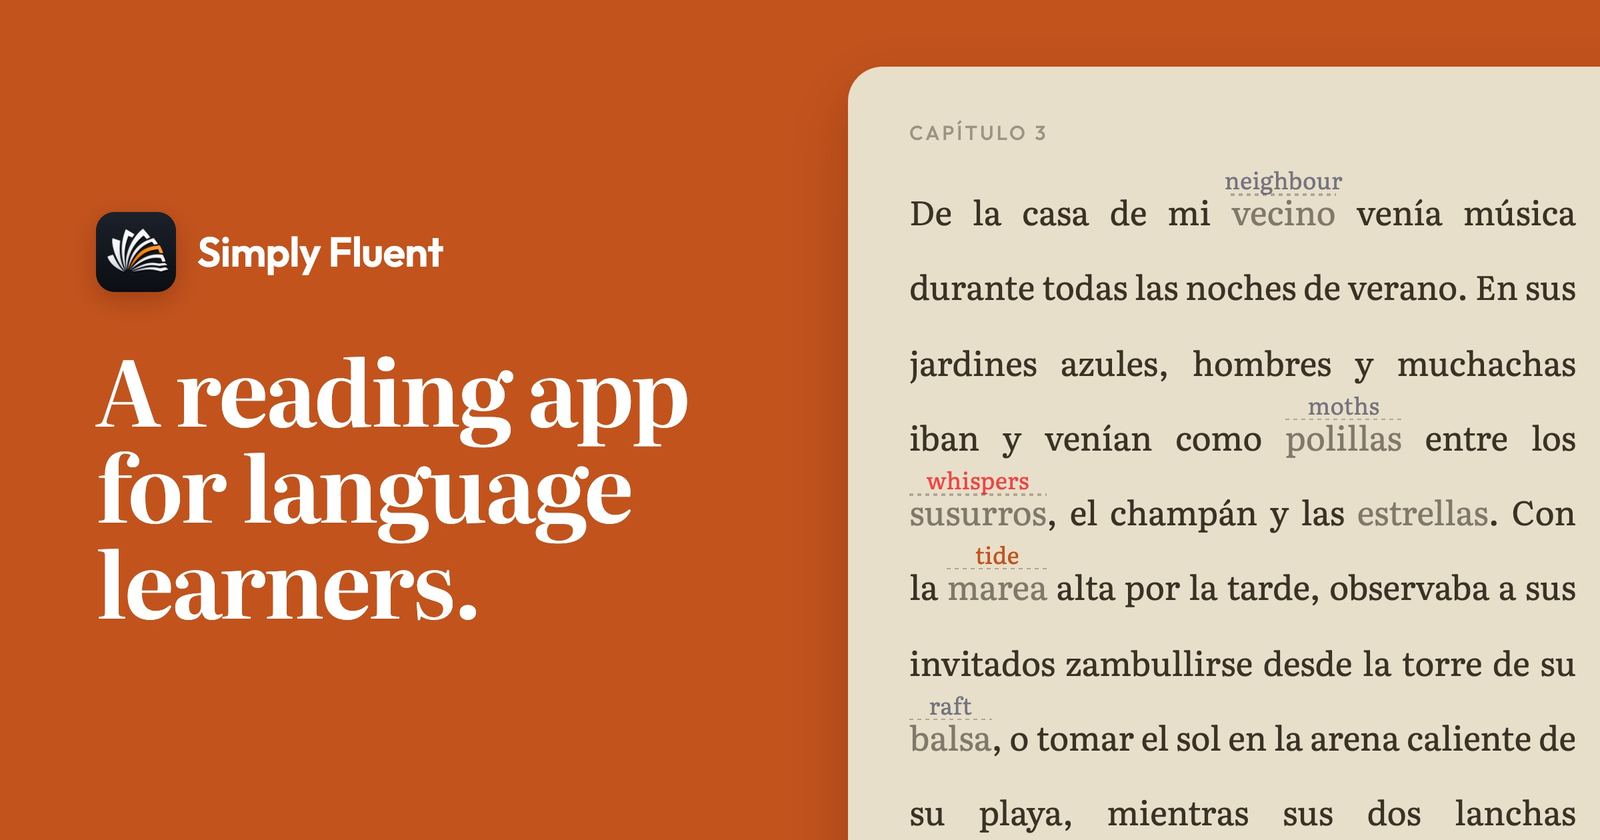 Simply Fluent
A reading app
for language
learners.
CAPÍTULO 3
neighbour
De la casa de mi vecino venía música
durante todas las noches de verano. En sus
jardines azules, hombres y muchachas
moths
iban y venían como polillas entre los
whispers
susurros, el champán y las estrellas. Con
tide
la marea alta por la tarde, observaba a sus
invitados zambullirse desde la torre de su
raft
balsa, o tomar el sol en la arena caliente de
su playa, mientras sus dos lanchas